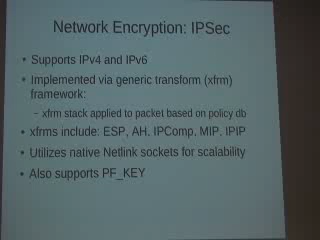 Network Encryption: IPSec
• Supports IPv4 and IPv6
• Implemented via generic transform (xfrm)
framework:
– xfrm stack applied to packet based on policy db
• xfrms include: ESP, AH, IPComp, MIP, IPIP
• Utilizes native Netlink sockets for scalability
• Also supports PF_KEY